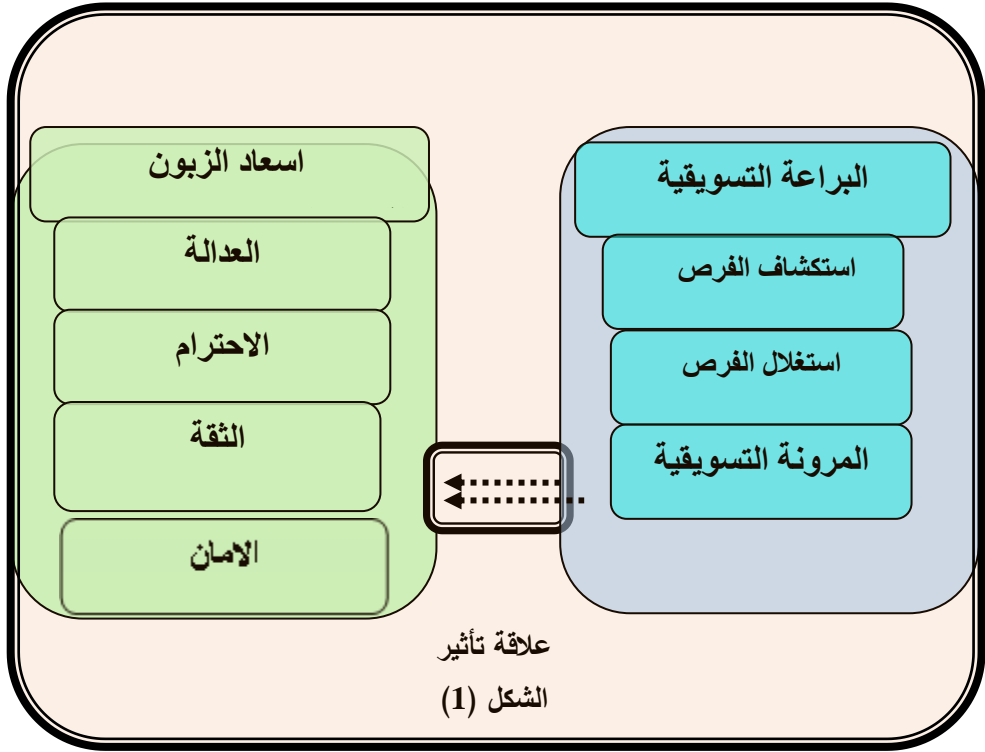 البراعة التسويقية
استكشاف الفرص
استغلال الفرص
المرونة التسويقية
اسعاد الزبون
العدالة
الاحترام
الثقة
الامان
علاقة تأثير
الشكل (1)